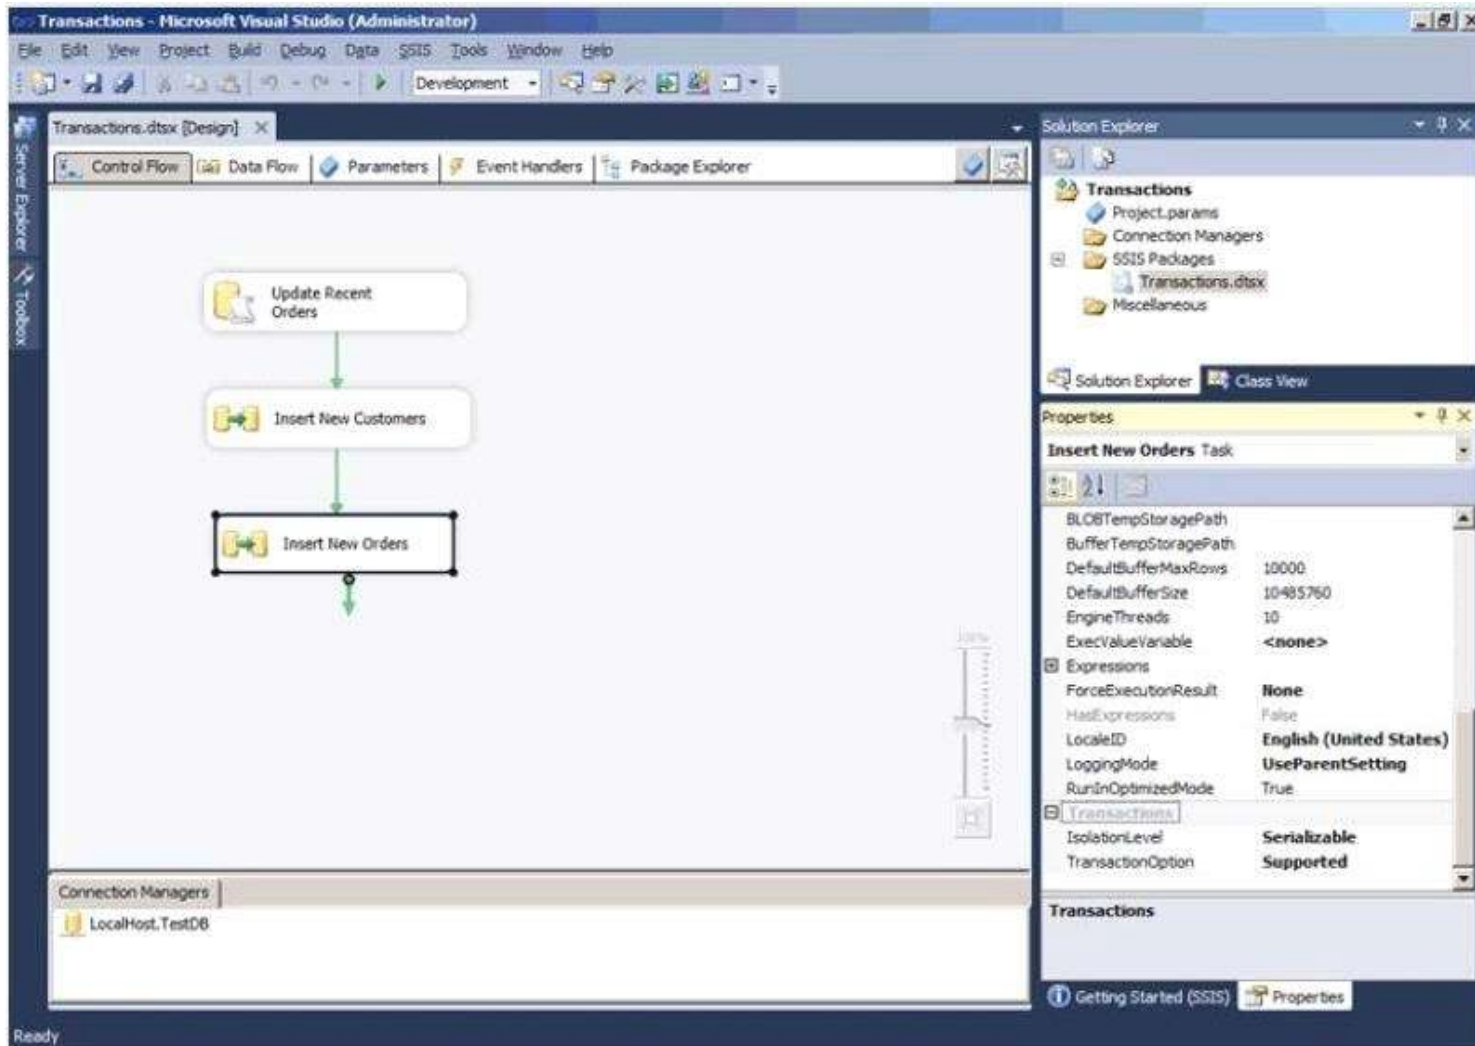 Transactions - Microsoft Visual Studio (Administrator)
File Edit View Project Build Debug Data SSIS Tools Window Help
Development
Server Explorer
Toolbox
Transactions.dtsx [Design]
Control Flow Data Flow Parameters Event Handlers Package Explorer
Update Recent
Orders
Insert New Customers
Insert New Orders
100%
Connection Managers
LocalHost.TestDB
Solution Explorer
Transactions
Project.params
Connection Managers
SSIS Packages
Transactions.dtsx
Miscellaneous
Solution Explorer Class View
Properties
Insert New Orders Task
BLOBTempStoragePath
BufferTempStoragePath
DefaultBufferMaxRows 10000
DefaultBufferSize 10485760
EngineThreads 10
ExecValueVariable <none>
Expressions
ForceExecutionResult None
HasExpressions False
LocaleID English (United States)
LoggingMode UseParentSetting
RunInOptimizedMode True
Transactions
IsolationLevel Serializable
TransactionOption Supported
Transactions
Getting Started (SSIS) Properties
Ready